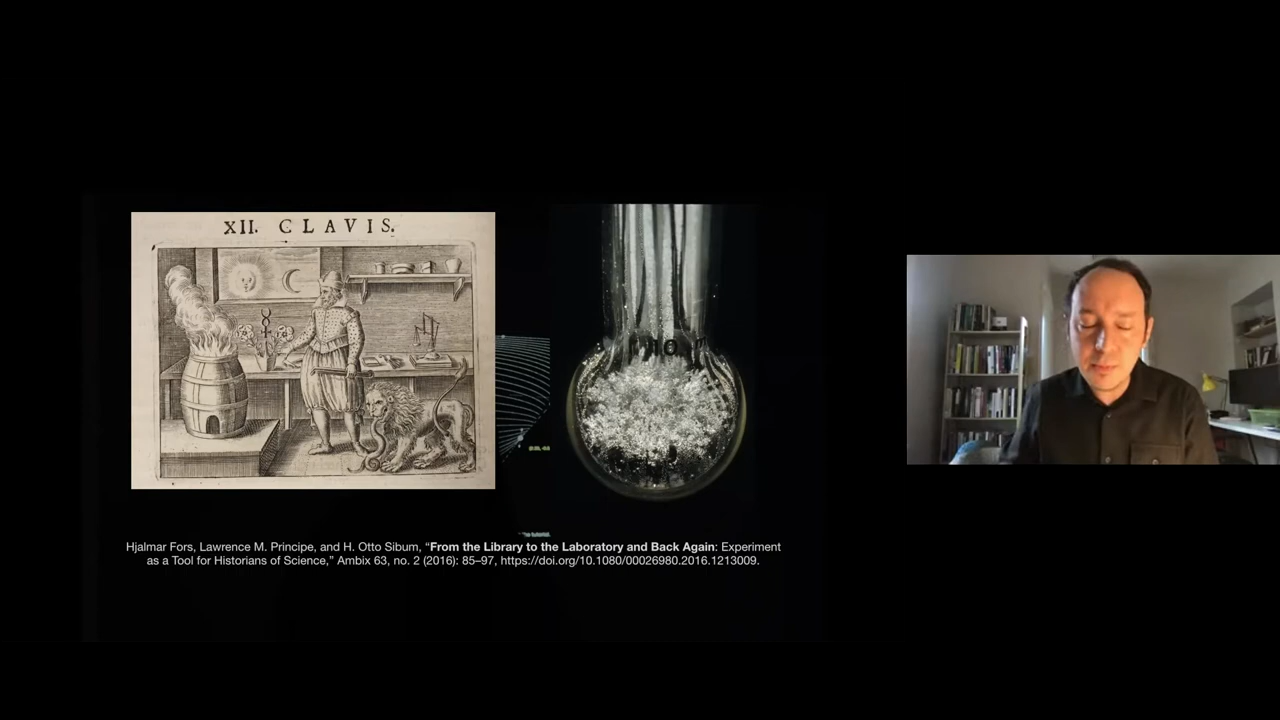 XII. CLAVIS.
Hjalmar Fors, Lawrence M. Principe, and H. Otto Sibum, “From the Library to the Laboratory and Back Again: Experiment
as a Tool for Historians of Science,” Ambix 63, no. 2 (2016): 85–97, https://doi.org/10.1080/00026980.2016.1213009.